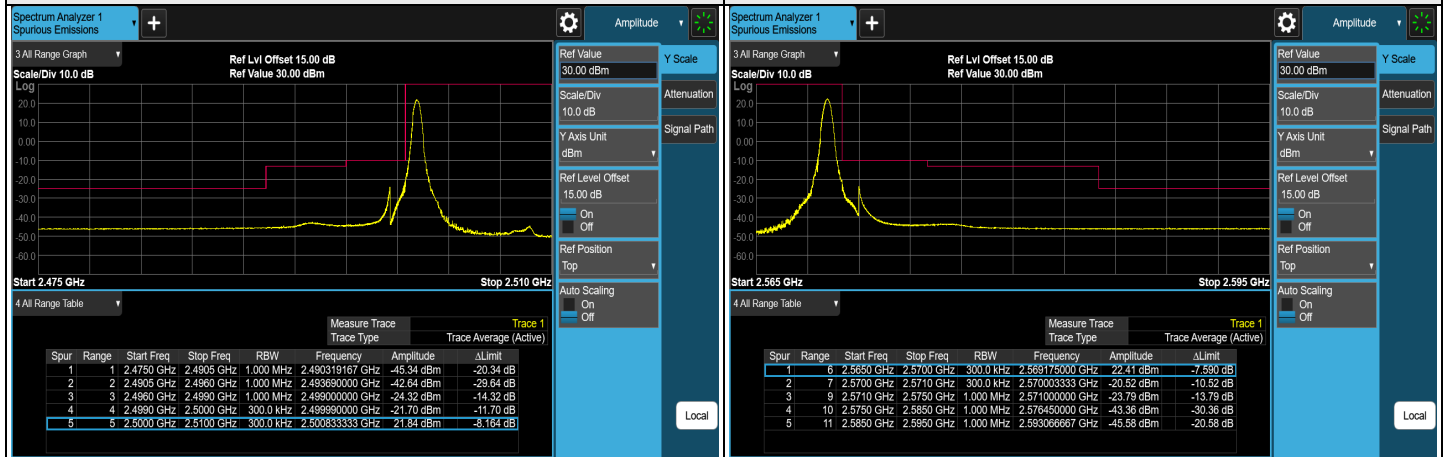 Spectrum Analyzer 1
Spurious Emissions
+
Amplitude
3 All Range Graph
Ref Lvl Offset 15.00 dB
Scale/Div 10.0 dB
Ref Value 30.00 dBm
Log
20.0
10.0
0.00
-10.0
-20.0
-30.0
-40.0
-50.0
-60.0
Start 2.475 GHz
Stop 2.510 GHz
Ref Value
30.00 dBm
Scale/Div
10.0 dB
Y Axis Unit
dBm
Ref Level Offset
15.00 dB
On
Off
Ref Position
Top
Auto Scaling
On
Off
Y Scale
Attenuation
Signal Path
Local
4 All Range Table
Measure Trace Trace 1
Trace Type Trace Average (Active)
Spur Range Start Freq Stop Freq RBW Frequency Amplitude ΔLimit
1 1 2.4750 GHz 2.4905 GHz 1.000 MHz 2.490319167 GHz -45.34 dBm -20.34 dB
2 2 2.4905 GHz 2.4960 GHz 1.000 MHz 2.493690000 GHz -42.64 dBm -29.64 dB
3 3 2.4960 GHz 2.4990 GHz 1.000 MHz 2.499000000 GHz -24.32 dBm -14.32 dB
4 4 2.4990 GHz 2.5000 GHz 300.0 kHz 2.499990000 GHz -21.70 dBm -11.70 dB
5 5 2.5000 GHz 2.5100 GHz 300.0 kHz 2.500833333 GHz 21.84 dBm -8.164 dB
Spectrum Analyzer 1
Spurious Emissions
+
Amplitude
3 All Range Graph
Ref Lvl Offset 15.00 dB
Scale/Div 10.0 dB
Ref Value 30.00 dBm
Log
20.0
10.0
0.00
-10.0
-20.0
-30.0
-40.0
-50.0
-60.0
Start 2.565 GHz
Stop 2.595 GHz
Ref Value
30.00 dBm
Scale/Div
10.0 dB
Y Axis Unit
dBm
Ref Level Offset
15.00 dB
On
Off
Ref Position
Top
Auto Scaling
On
Off
Y Scale
Attenuation
Signal Path
Local
4 All Range Table
Measure Trace Trace 1
Trace Type Trace Average (Active)
Spur Range Start Freq Stop Freq RBW Frequency Amplitude ΔLimit
1 6 2.5650 GHz 2.5700 GHz 300.0 kHz 2.569175000 GHz 22.41 dBm -7.590 dB
2 7 2.5700 GHz 2.5710 GHz 300.0 kHz 2.570003333 GHz -20.52 dBm -10.52 dB
3 9 2.5710 GHz 2.5750 GHz 1.000 MHz 2.571000000 GHz -23.79 dBm -13.79 dB
4 10 2.5750 GHz 2.5850 GHz 1.000 MHz 2.576450000 GHz -43.36 dBm -30.36 dB
5 11 2.5850 GHz 2.5950 GHz 1.000 MHz 2.593066667 GHz -45.58 dBm -20.58 dB